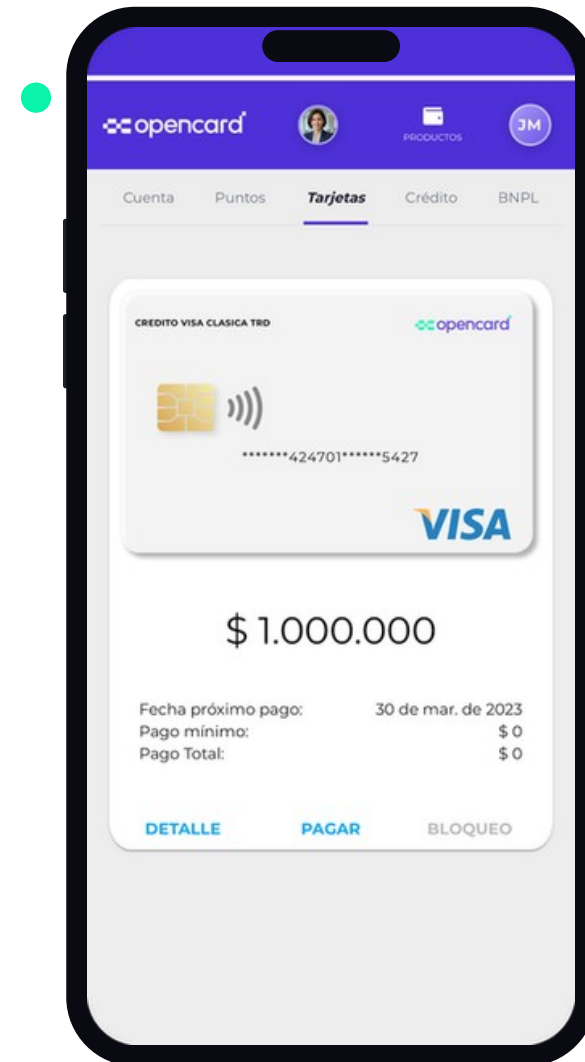 opencard
PRODUCTOS
JM
Cuenta Puntos Tarjetas Crédito BNPL
CREDITO VISA CLASICA TRD
opencard
*******424701******5427
VISA
$ 1.000.000
Fecha próximo pago: 30 de mar. de 2023
Pago mínimo: $ 0
Pago Total: $ 0
DETALLE PAGAR BLOQUEO